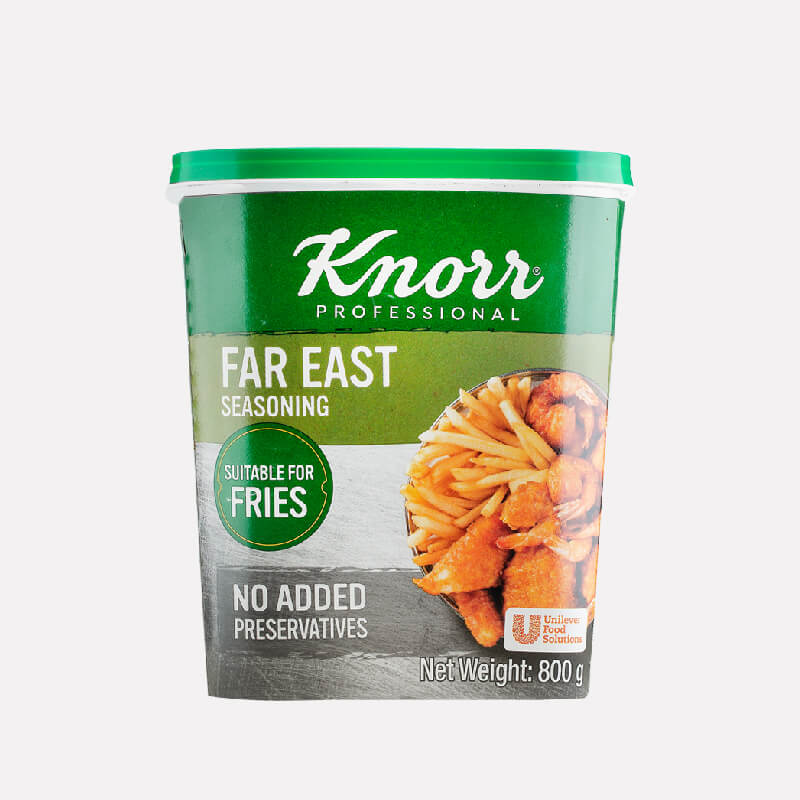 Knorr®
PROFESSIONAL
FAR EAST
SEASONING
SUITABLE FOR
FRIES
NO ADDED
PRESERVATIVES
Unilever
Food
Solutions
Net Weight: 800 g